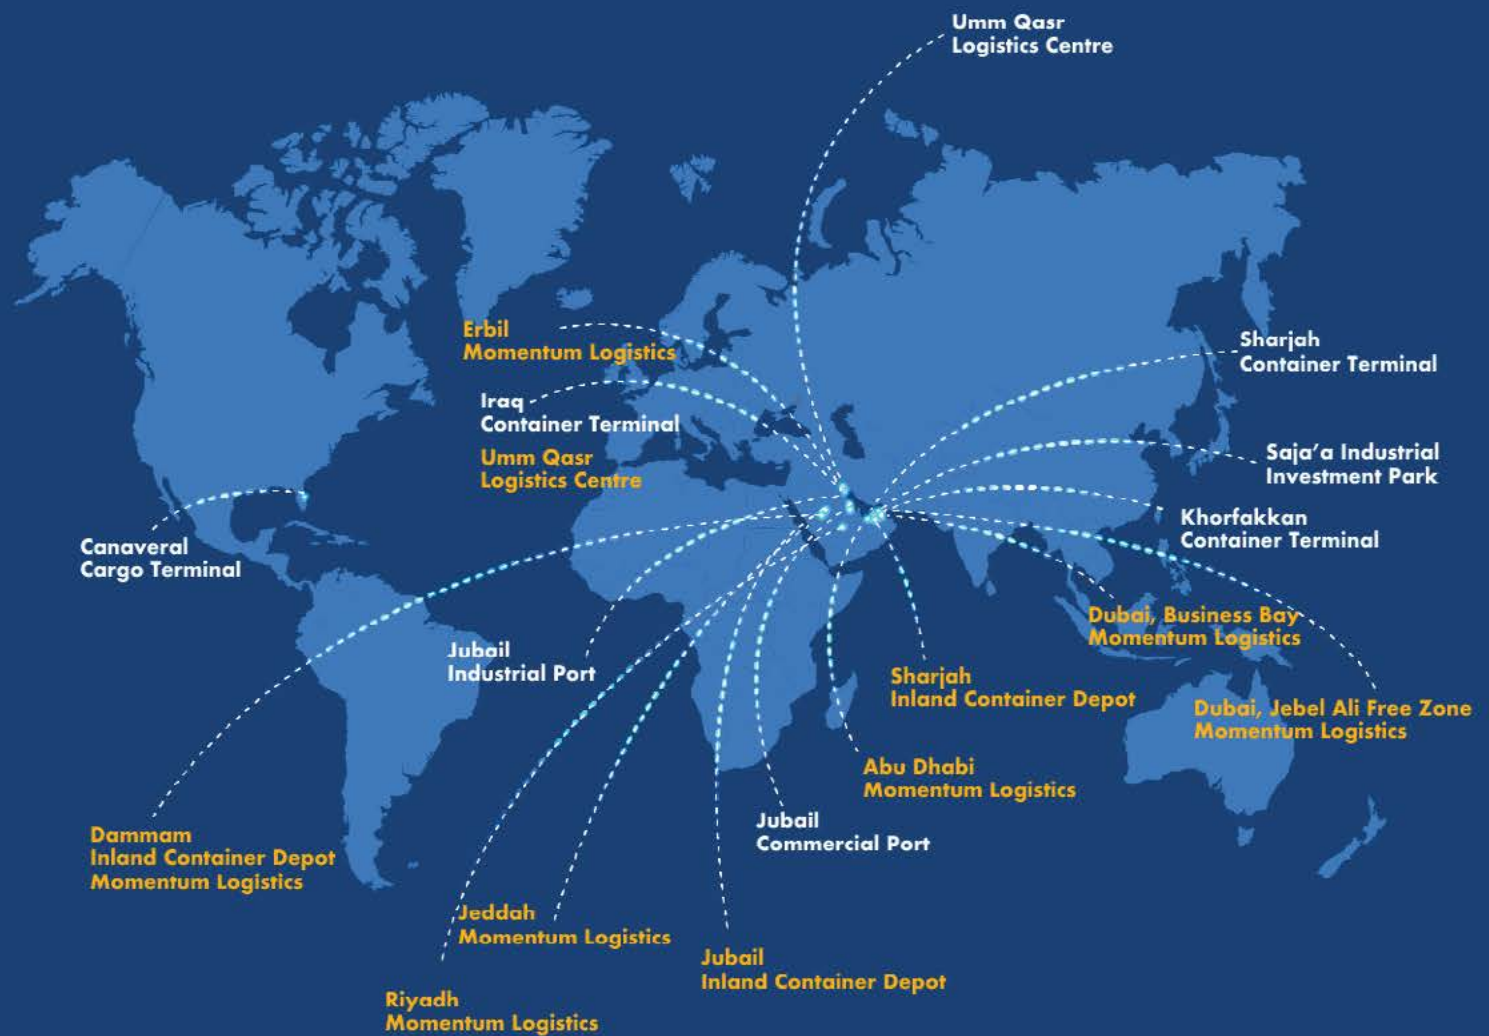 Umm Qasr
Logistics Centre
Erbil
Momentum Logistics
Sharjah
Container Terminal
Iraq
Container Terminal
Umm Qasr
Logistics Centre
Saja’a Industrial
Investment Park
Khorfakkan
Container Terminal
Canaveral
Cargo Terminal
Dubai, Business Bay
Momentum Logistics
Jubail
Industrial Port
Sharjah
Inland Container Depot
Dubai, Jebel Ali Free Zone
Momentum Logistics
Abu Dhabi
Momentum Logistics
Jubail
Commercial Port
Dammam
Inland Container Depot
Momentum Logistics
Jeddah
Momentum Logistics
Jubail
Inland Container Depot
Riyadh
Momentum Logistics